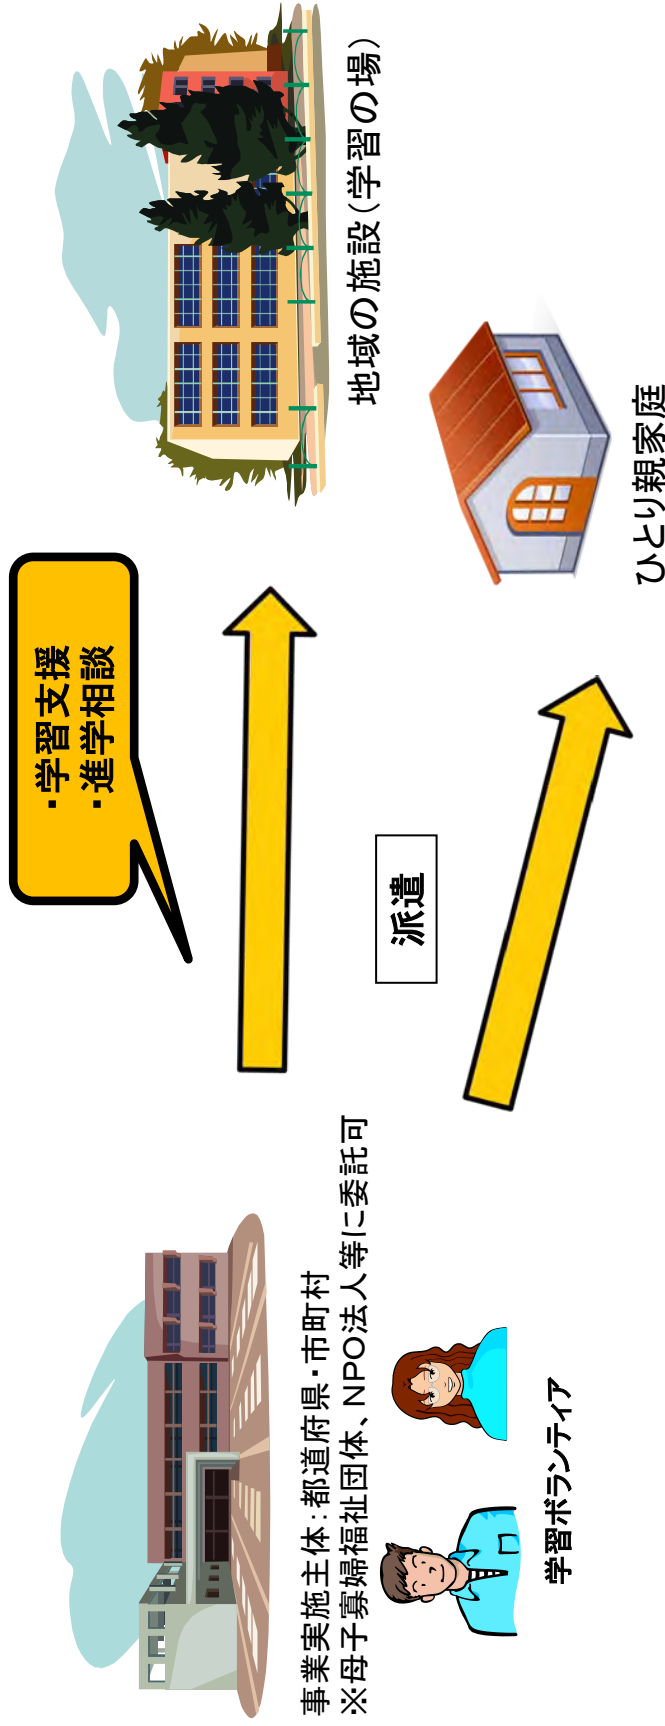 事業実施主体:都道府県・市町村
※母子寡婦福祉団体、NPO法人等に委託可
学習ボランティア
・学習支援
・進学相談
派遣
地域の施設(学習の場)
ひとり親家庭